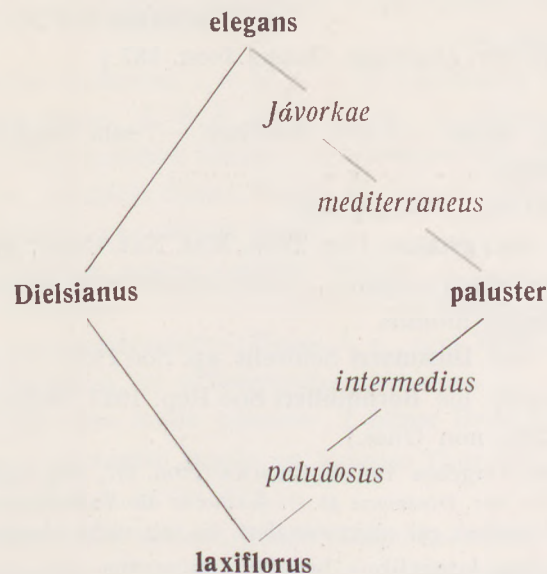 elegans
Jávorkae
mediterraneus
Dielsianus paluster
intermedius
paludosus
laxiflorus